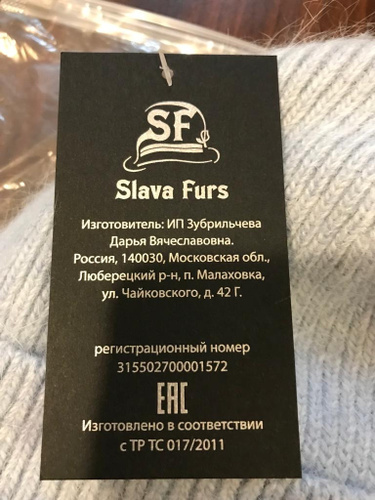 SF
Slava Furs
Изготовитель: ИП Зубрильчева
Дарья Вячеславовна.
Россия, 140030, Московская обл.,
Люберецкий р-н, п. Малаховка,
ул. Чайковского, д. 42 Г.
регистрационный номер
315502700001572
ЕАС
Изготовлено в соответствии
с ТР ТС 017/2011